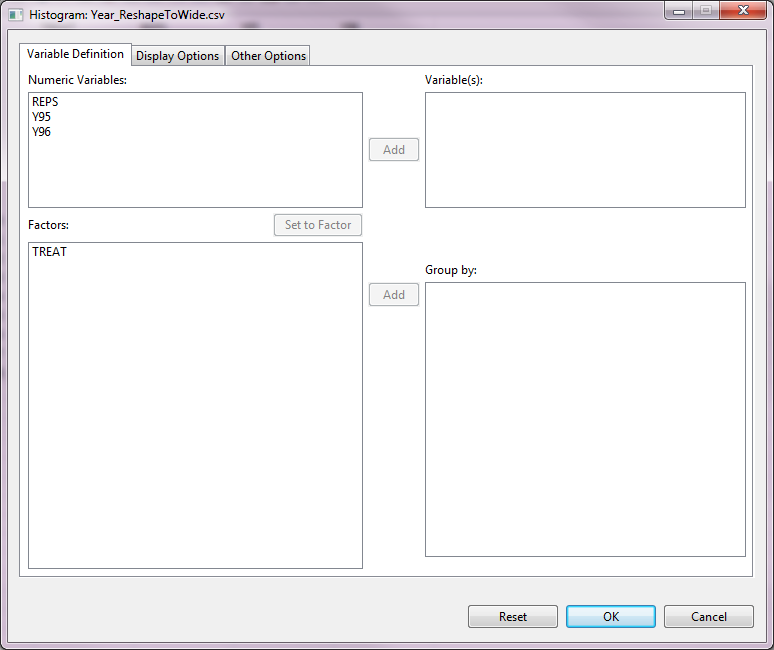 Histogram: Year_ReshapeToWide.csv
Variable Definition
Display Options
Other Options
Numeric Variables:
Variable(s):
REPS
Y95
Y96
Add
Factors:
Set to Factor
TREAT
Group by:
Add
Reset
OK
Cancel